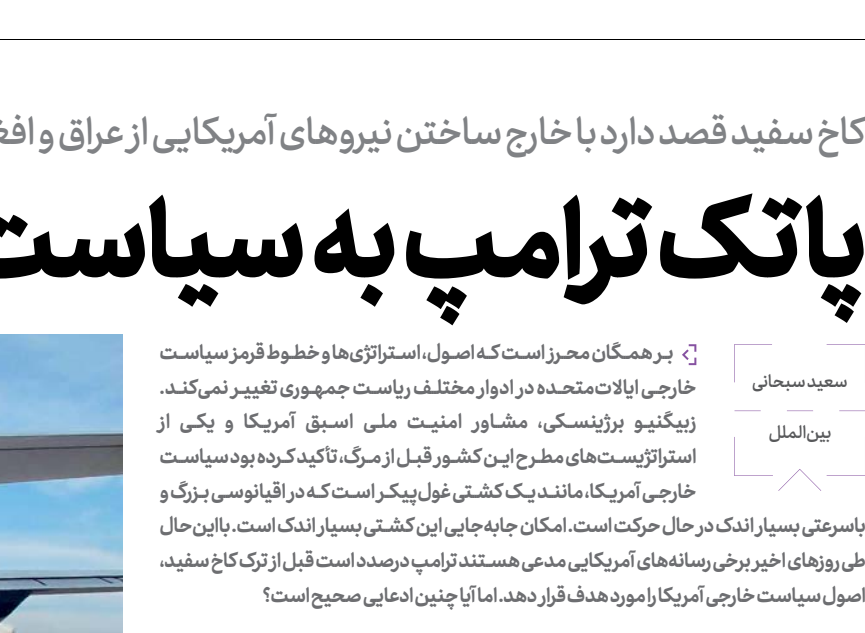 کاخ سفید قصد دارد با خارج ساختن نیروهای آمریکایی از عراق و
پاتک ترامپ به سیاست
سعید سبحانی
بین‌الملل
بر همگان محرز است که اصول، استراتژی‌ها و خطوط قرمز سیاست
خارجی ایالات‌متحده در ادوار مختلف ریاست جمهوری تغییر نمی‌کند.
زبیگنیو برژینسکی، مشاور امنیت ملی اسبق آمریکا و یکی از
استراتژیست‌های مطرح این کشور قبل از مرگ، تأکید کرده بود سیاست
خارجی آمریکا، مانند یک کشتی غول‌پیکر است که در اقیانوسی بزرگ و
باسرعتی بسیار اندک در حال حرکت است. امکان جابه‌جایی این کشتی بسیار اندک است. بااین‌حال
طی روزهای اخیر برخی رسانه‌های آمریکایی مدعی هستند ترامپ درصدد است قبل از ترک کاخ سفید،
اصول سیاست خارجی آمریکا را مورد هدف قرار دهد. اما آیا چنین ادعایی صحیح است؟